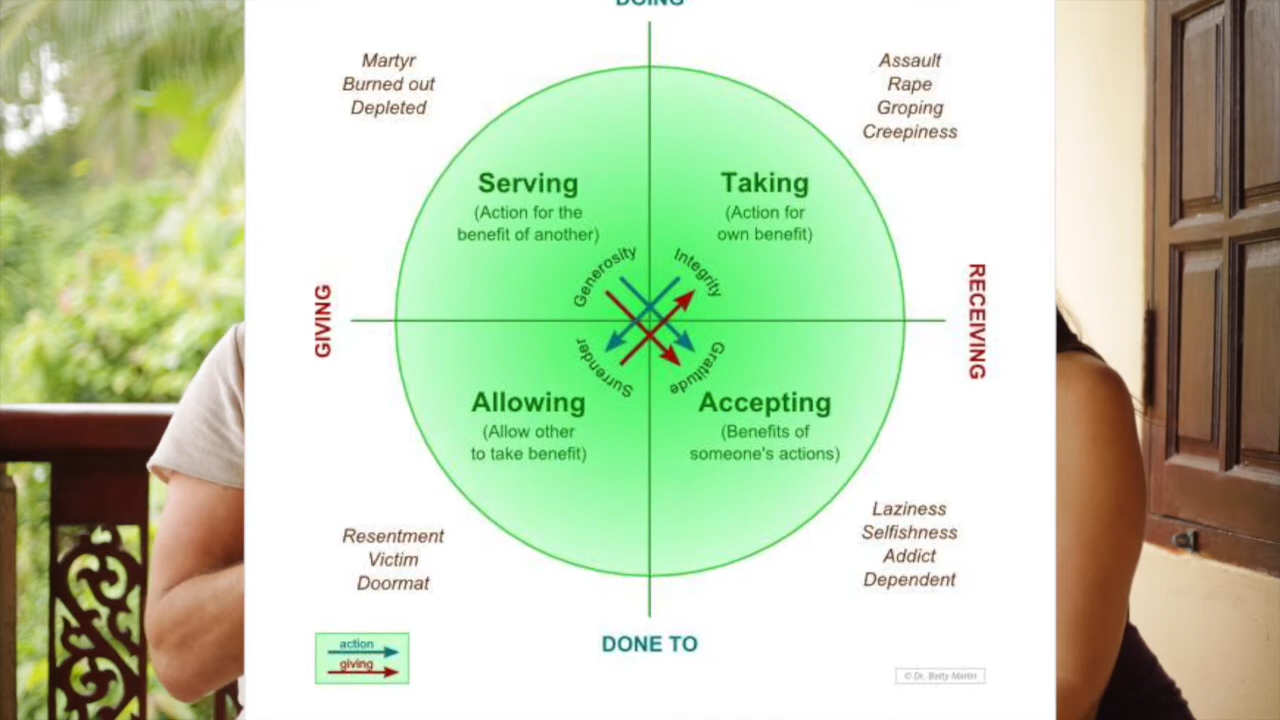 DOING
Martyr
Burned out
Depleted
Assault
Rape
Groping
Creepiness
Serving
(Action for the
benefit of another)
Taking
(Action for
own benefit)
Generosity
Integrity
GIVING
RECEIVING
Surrender
Gratitude
Allowing
(Allow other
to take benefit)
Accepting
(Benefits of
someone's actions)
Resentment
Victim
Doormat
Laziness
Selfishness
Addict
Dependent
DONE TO
action
giving
© Dr. Betty Martin